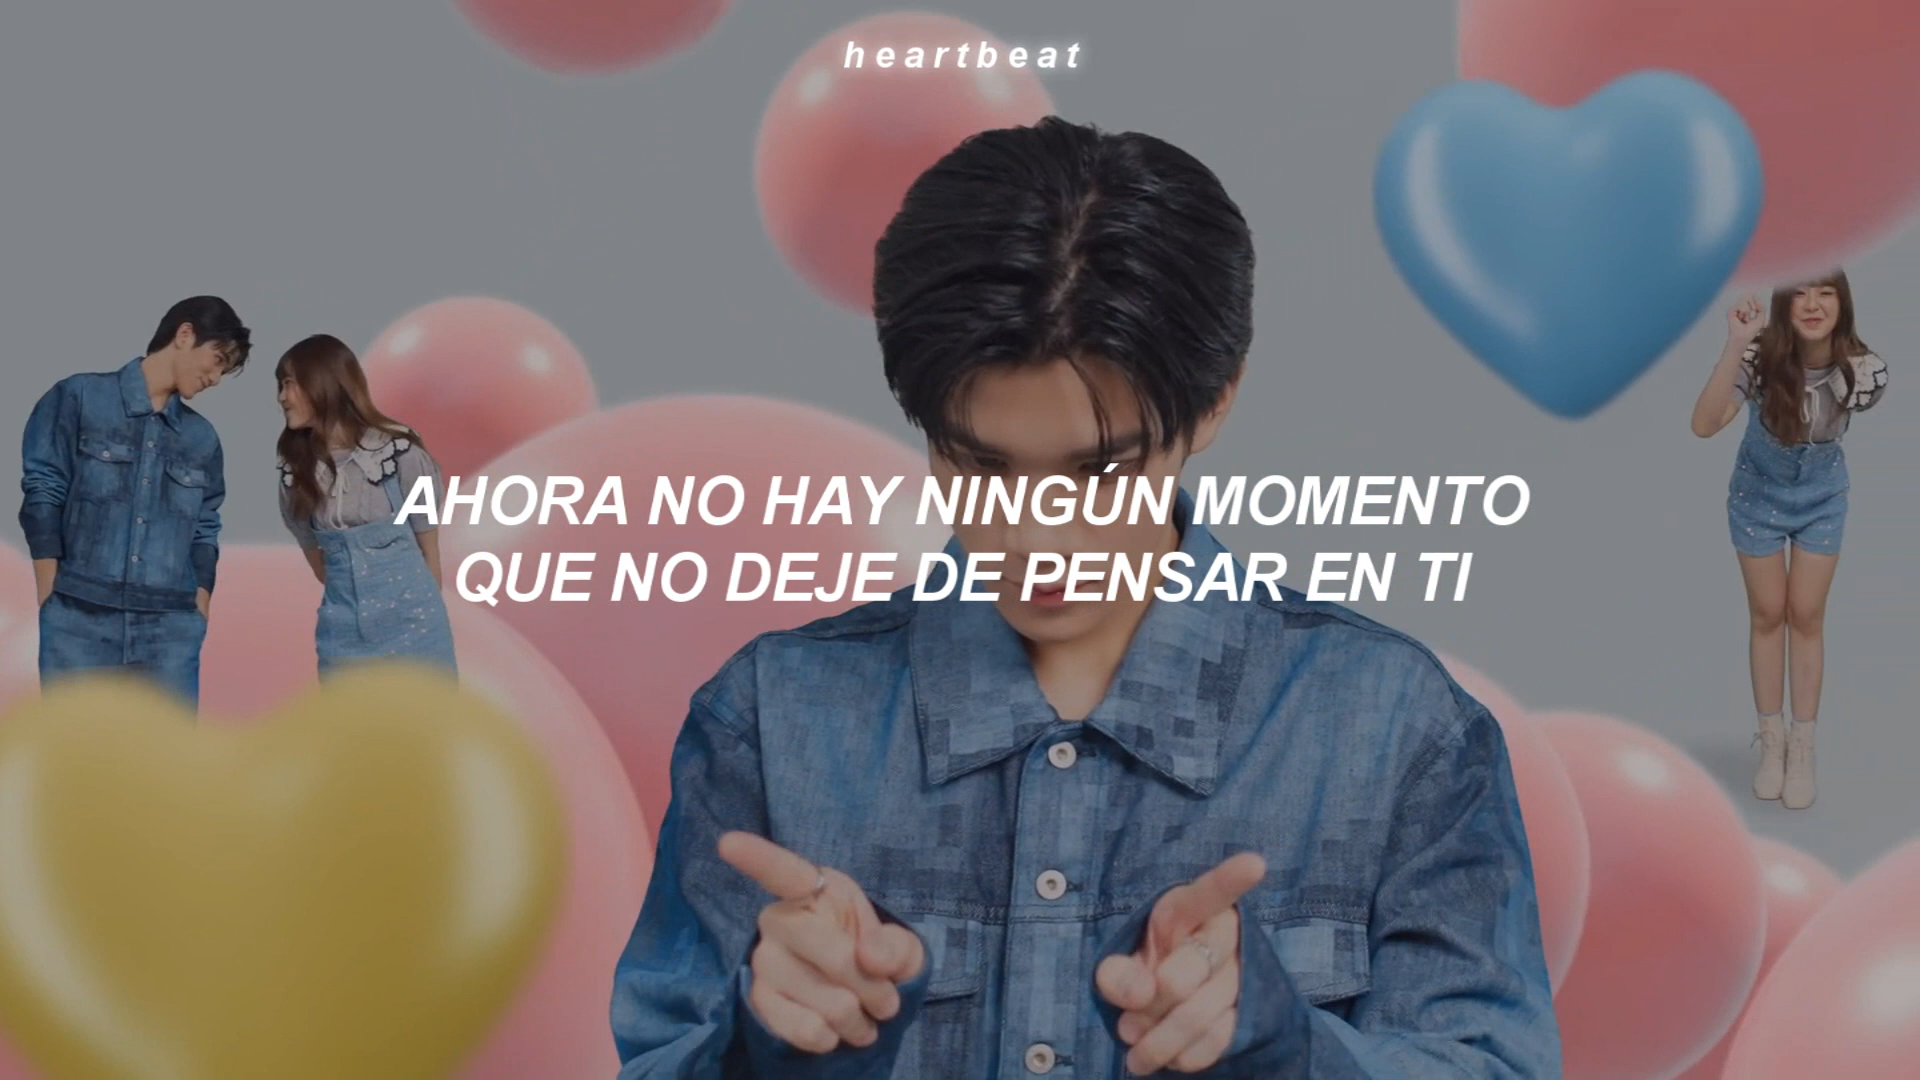 heartbeat
AHORA NO HAY NINGÚN MOMENTO
QUE NO DEJE DE PENSAR EN TI